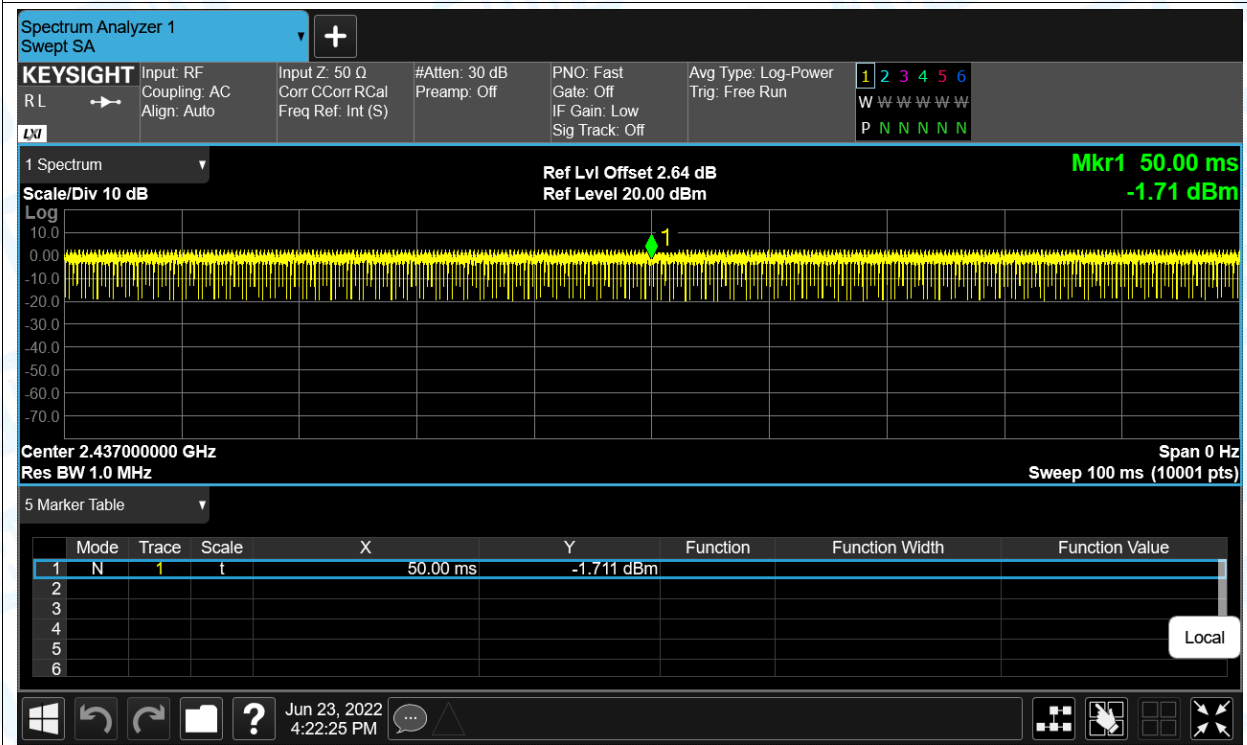 Spectrum Analyzer 1
Swept SA
KEYSIGHT
R L
LXI
Input: RF
Coupling: AC
Align: Auto
Input Z: 50 Ω
Corr CCorr RCal
Freq Ref: Int (S)
#Atten: 30 dB
Preamp: Off
PNO: Fast
Gate: Off
IF Gain: Low
Sig Track: Off
Avg Type: Log-Power
Trig: Free Run
1 2 3 4 5 6
W W W W W W
P N N N N N
1 Spectrum
Scale/Div 10 dB
Ref Lvl Offset 2.64 dB
Ref Level 20.00 dBm
Mkr1 50.00 ms
-1.71 dBm
Log
10.0
0.00
-10.0
-20.0
-30.0
-40.0
-50.0
-60.0
-70.0
1
Center 2.437000000 GHz
Res BW 1.0 MHz
Span 0 Hz
Sweep 100 ms (10001 pts)
5 Marker Table
Mode Trace Scale X Y Function Function Width Function Value
1 N 1 t 50.00 ms -1.711 dBm
2
3
4
5
6
Local
?
Jun 23, 2022
4:22:25 PM